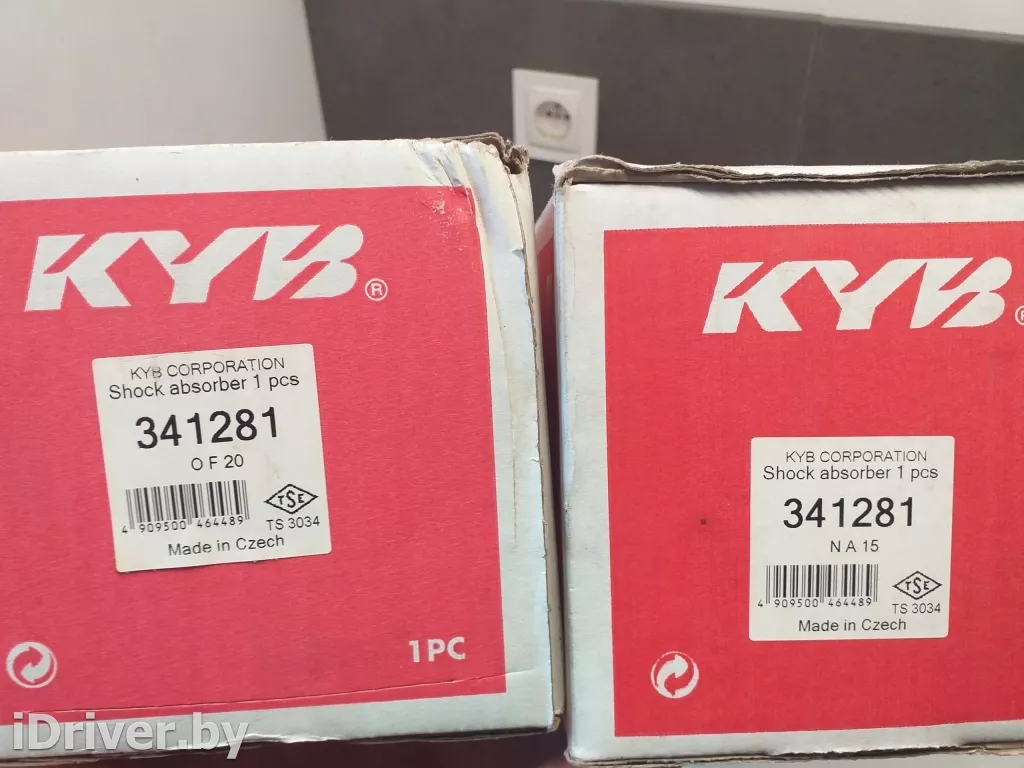 KYB®
KYB CORPORATION
Shock absorber 1 pcs
341281
O F 20
4 909500 464489
TSE
TS 3034
Made in Czech
1 PC
KYB®
KYB CORPORATION
Shock absorber 1 pcs
341281
N A 15
4 909500 464489
TSE
TS 3034
Made in Czech
iDriver.by